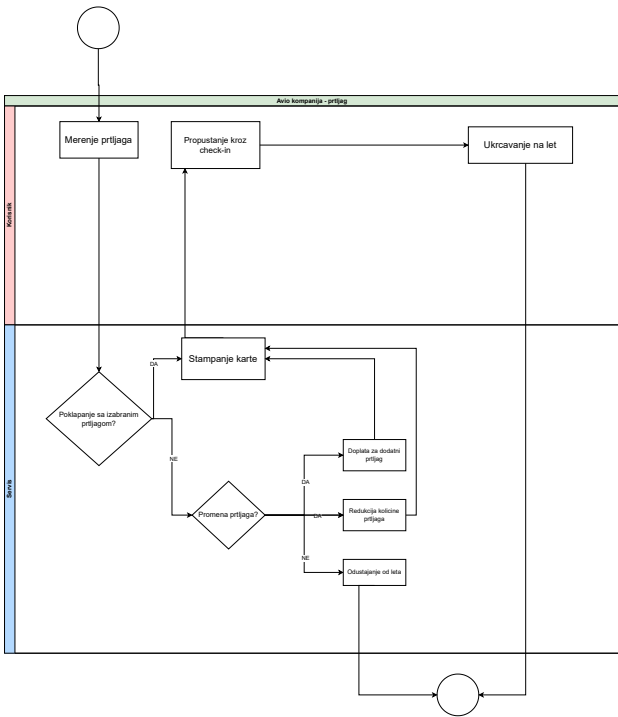 Avio kompanija - prtljag
Korisnik
Merenje prtljaga
Propustanje kroz
check-in
Ukrcavanje na let
Servis
Stampanje karte
DA
Poklapanje sa izabranim
prtljagom?
NE
Promena prtljaga?
DA
Doplata za dodatni
prtljag
DA
Redukcija kolicine
prtljaga
NE
Odustajanje od leta